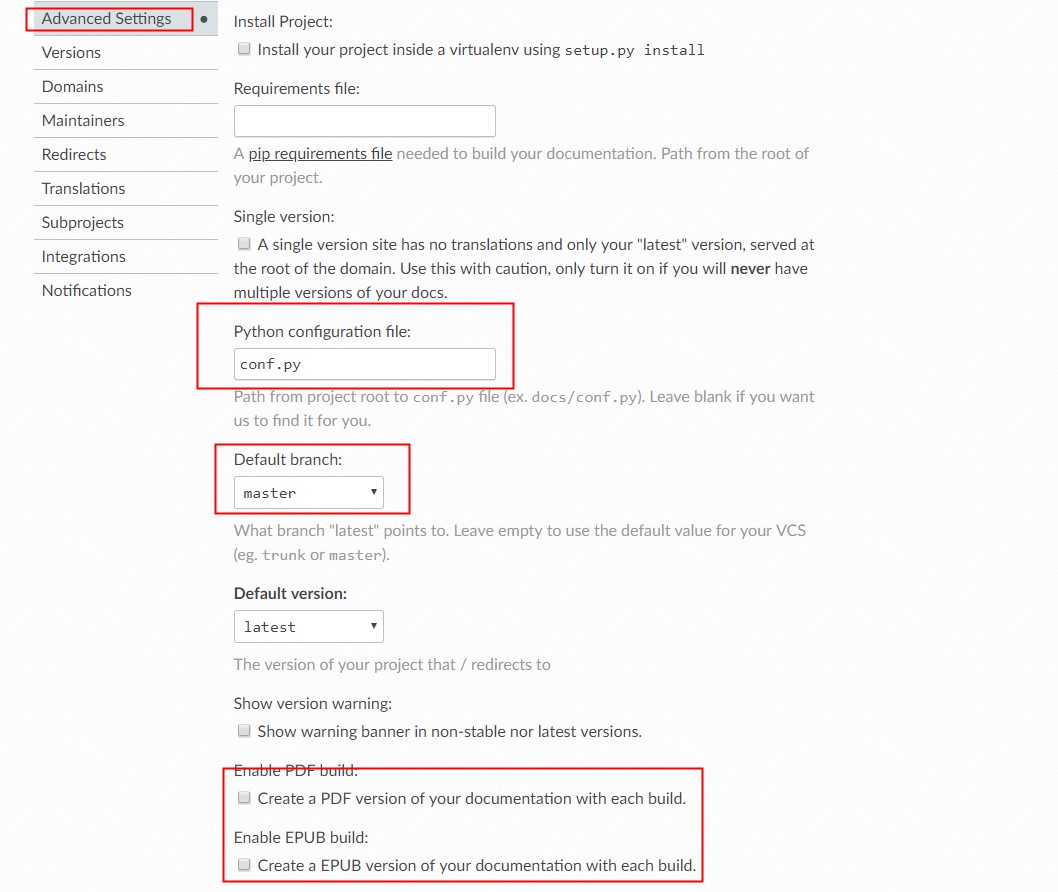 Advanced Settings
Versions
Domains
Maintainers
Redirects
Translations
Subprojects
Integrations
Notifications
Install Project:
Install your project inside a virtualenv using setup.py install
Requirements file:
A pip requirements file needed to build your documentation. Path from the root of
your project.
Single version:
A single version site has no translations and only your "latest" version, served at
the root of the domain. Use this with caution, only turn it on if you will never have
multiple versions of your docs.
Python configuration file:
conf.py
Path from project root to conf.py file (ex. docs/conf.py). Leave blank if you want
us to find it for you.
Default branch:
master
What branch "latest" points to. Leave empty to use the default value for your VCS
(eg. trunk or master).
Default version:
latest
The version of your project that / redirects to
Show version warning:
Show warning banner in non-stable nor latest versions.
Enable PDF build:
Create a PDF version of your documentation with each build.
Enable EPUB build:
Create a EPUB version of your documentation with each build.